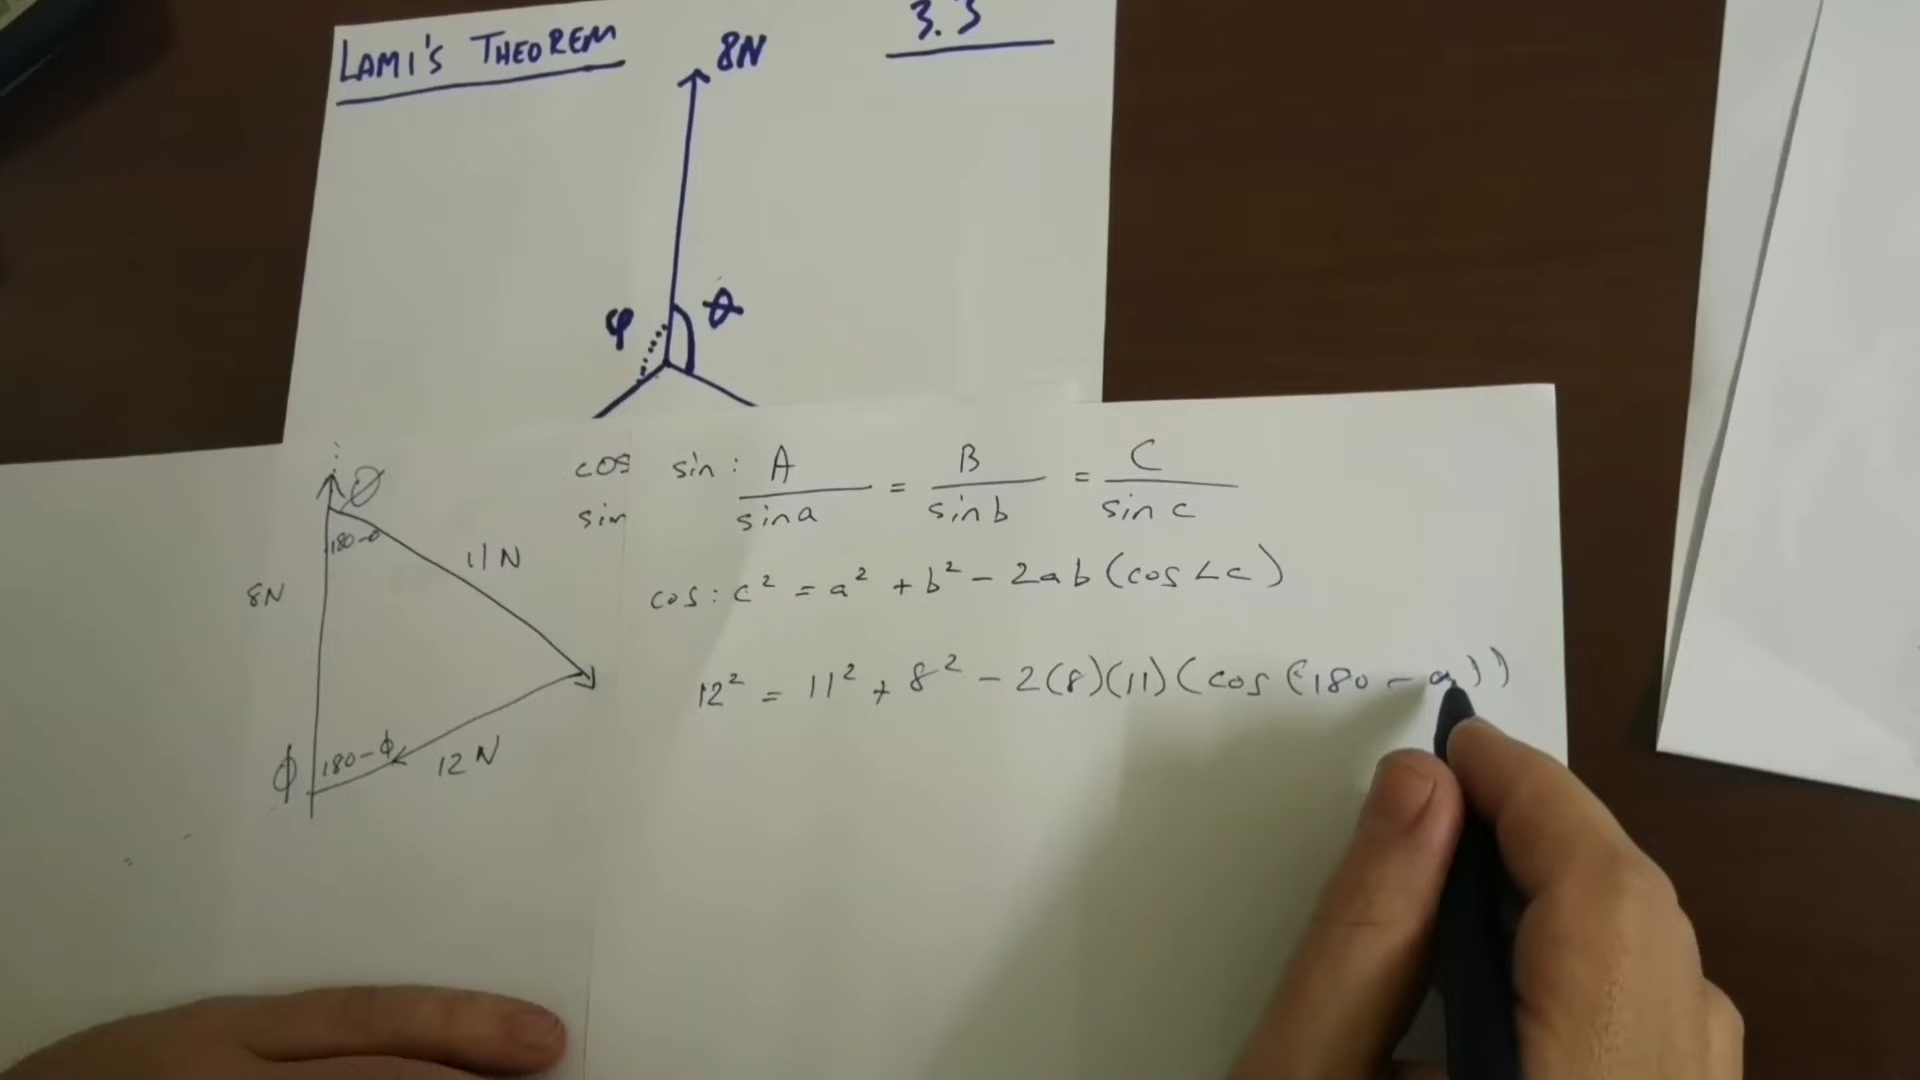 LAMI'S THEOREM
3.3
8N
φ
θ
cos
sin
sin: A/sin a = B/sin b = C/sin c
cos: c² = a² + b² - 2ab(cos∠c)
12² = 11² + 8² - 2(8)(11)(cos(180-θ))
θ
180-θ
11N
8N
ϕ
180-ϕ
12N